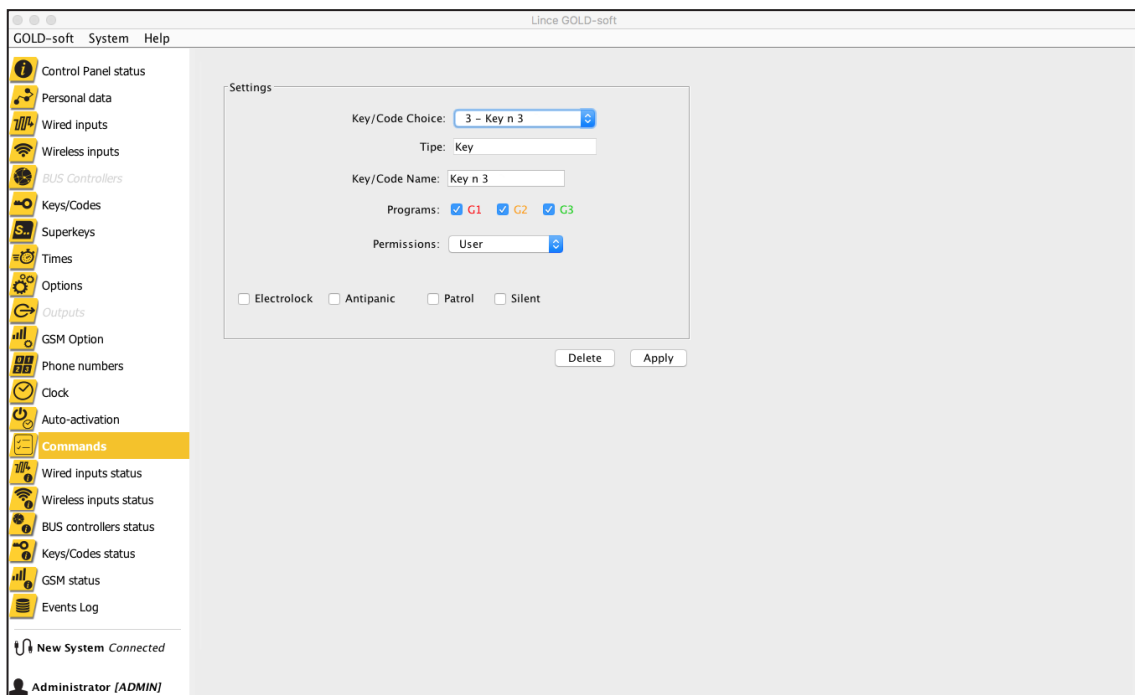 Lince GOLD-soft
GOLD-soft System Help
Control Panel status
Personal data
Wired inputs
Wireless inputs
BUS Controllers
Keys/Codes
S.. Superkeys
Times
Options
Outputs
GSM Option
Phone numbers
Clock
Auto-activation
Commands
Wired inputs status
Wireless inputs status
BUS controllers status
Keys/Codes status
GSM status
Events Log
New System Connected
Administrator [ADMIN]
Settings
Key/Code Choice: 3 - Key n 3
Tipe: Key
Key/Code Name: Key n 3
Programs: G1 G2 G3
Permissions: User
Electrolock Antipanic Patrol Silent
Delete Apply